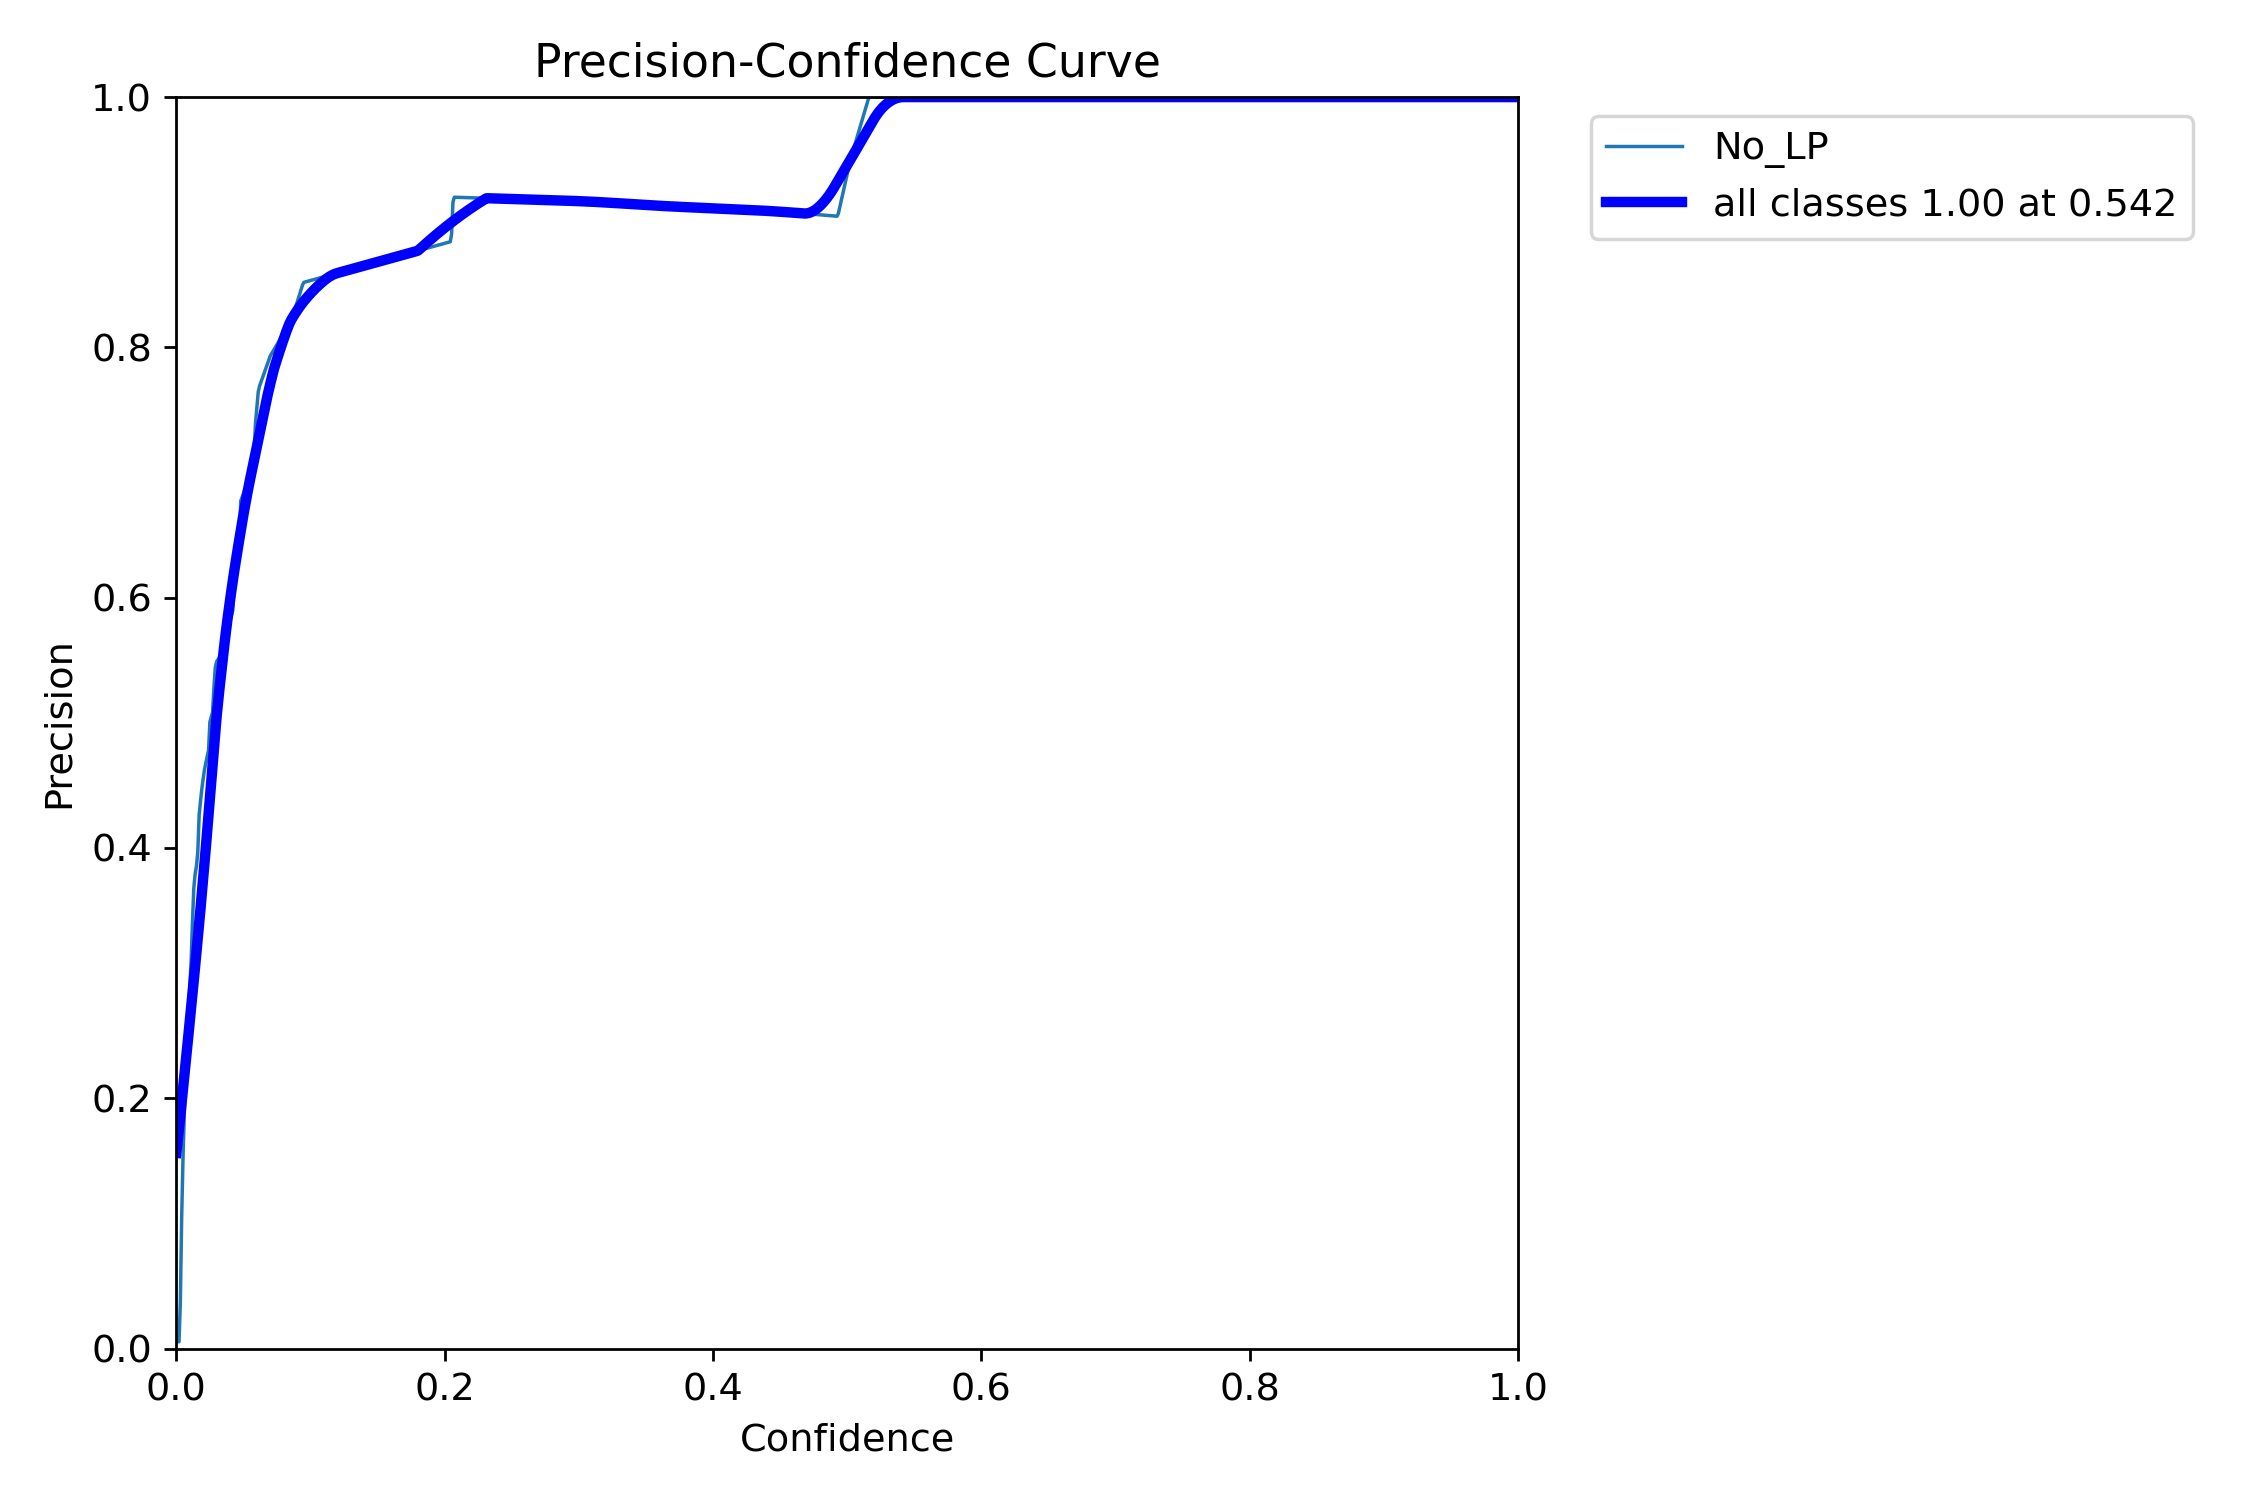 Precision-Confidence Curve
1.0
0.8
0.6
0.4
0.2
0.0
Precision
0.0 0.2 0.4 0.6 0.8 1.0
Confidence
No_LP
all classes 1.00 at 0.542